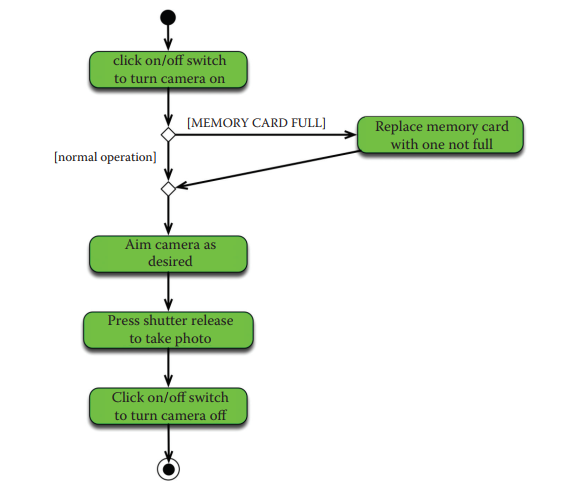 click on/off switch
to turn camera on
[MEMORY CARD FULL]
Replace memory card
with one not full
[normal operation]
Aim camera as
desired
Press shutter release
to take photo
Click on/off switch
to turn camera off